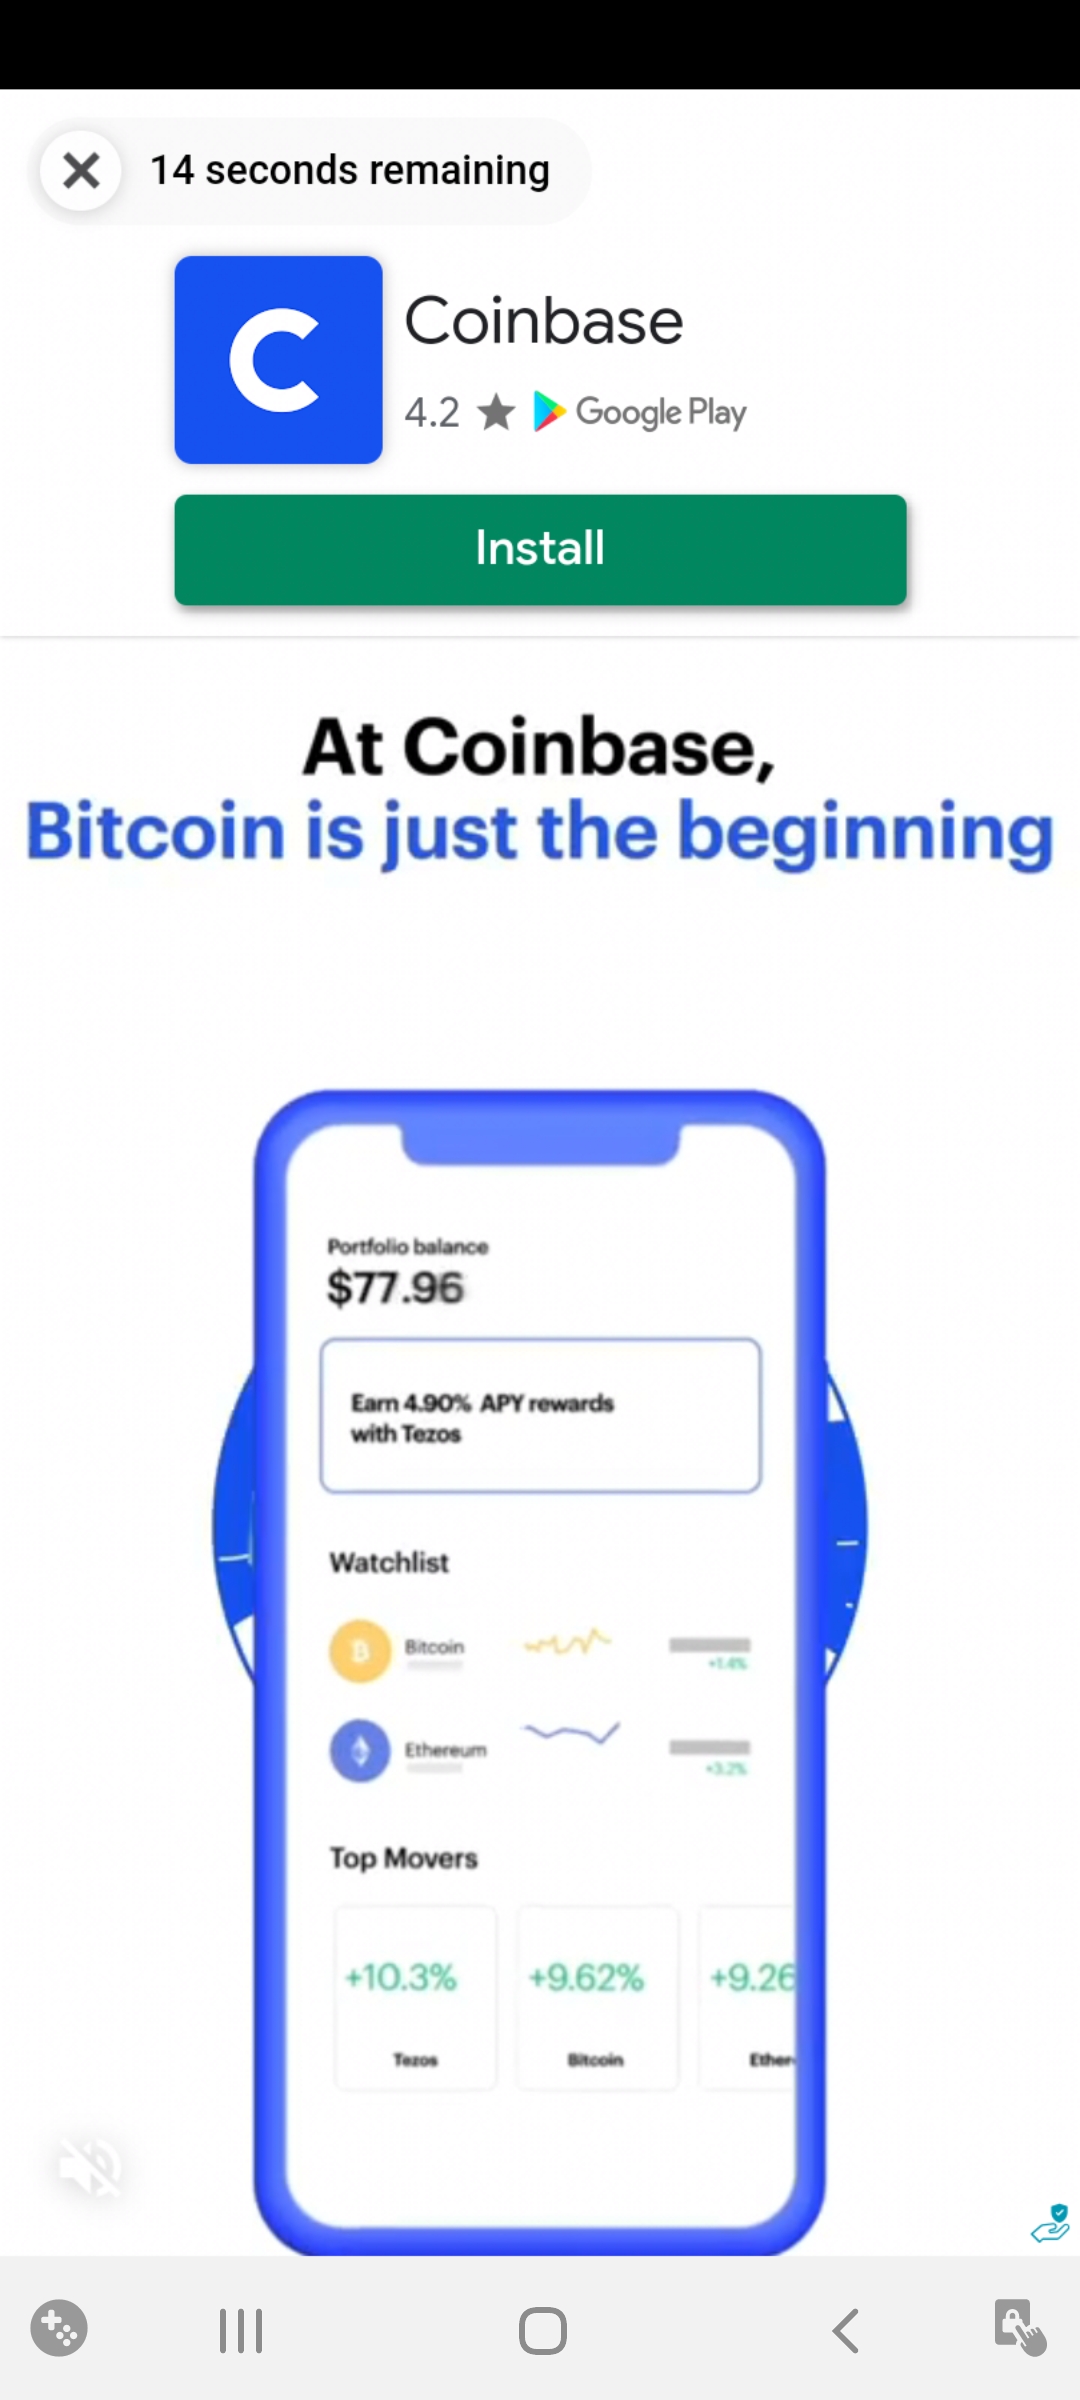 14 seconds remaining
Coinbase
4.2 ★ Google Play
Install
At Coinbase,
Bitcoin is just the beginning
Portfolio balance
$77.96
Earn 4.90% APY rewards
with Tezos
Watchlist
Bitcoin
+1.4%
Ethereum
+3.2%
Top Movers
+10.3% +9.62% +9.26
Tezos Bitcoin Ether